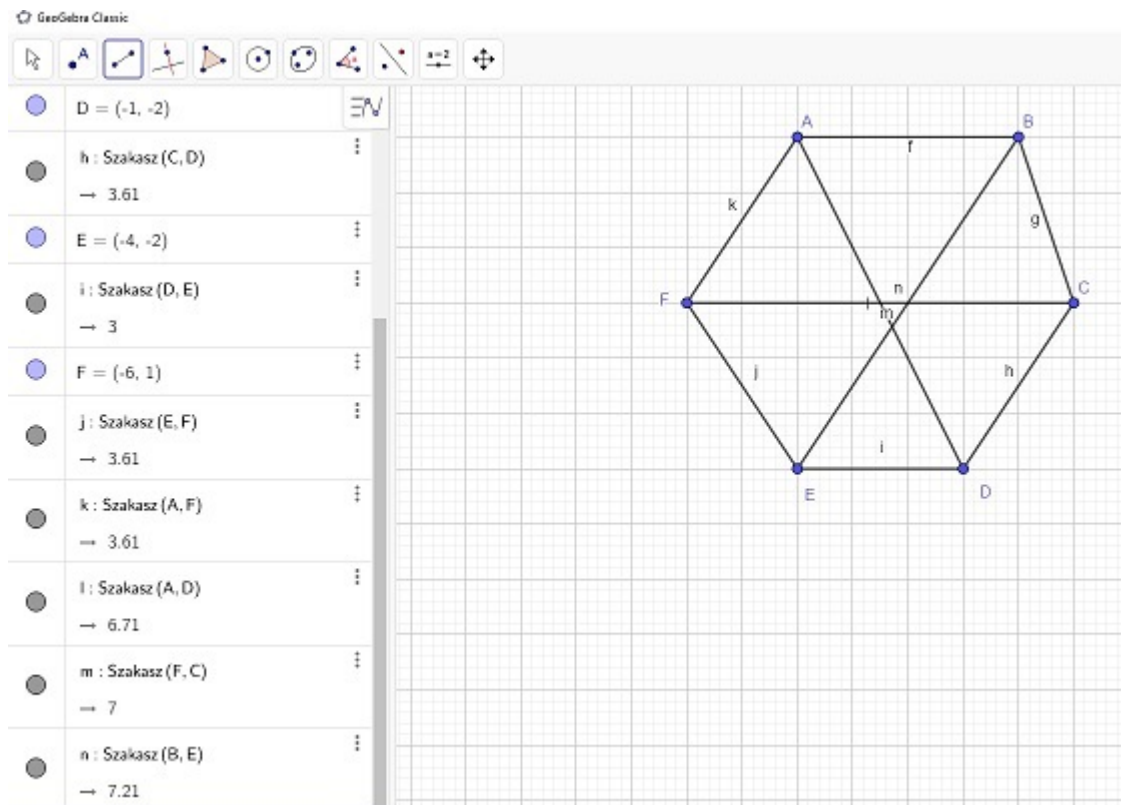 GeoGebra Classic
A
a=2
D = (-1, -2)
h : Szakasz (C, D)
→ 3.61
E = (-4, -2)
i : Szakasz (D, E)
→ 3
F = (-6, 1)
j : Szakasz (E, F)
→ 3.61
k : Szakasz (A, F)
→ 3.61
l : Szakasz (A, D)
→ 6.71
m : Szakasz (F, C)
→ 7
n : Szakasz (B, E)
→ 7.21
A
B
f
k
g
F
n
C
l
m
j
h
i
E
D